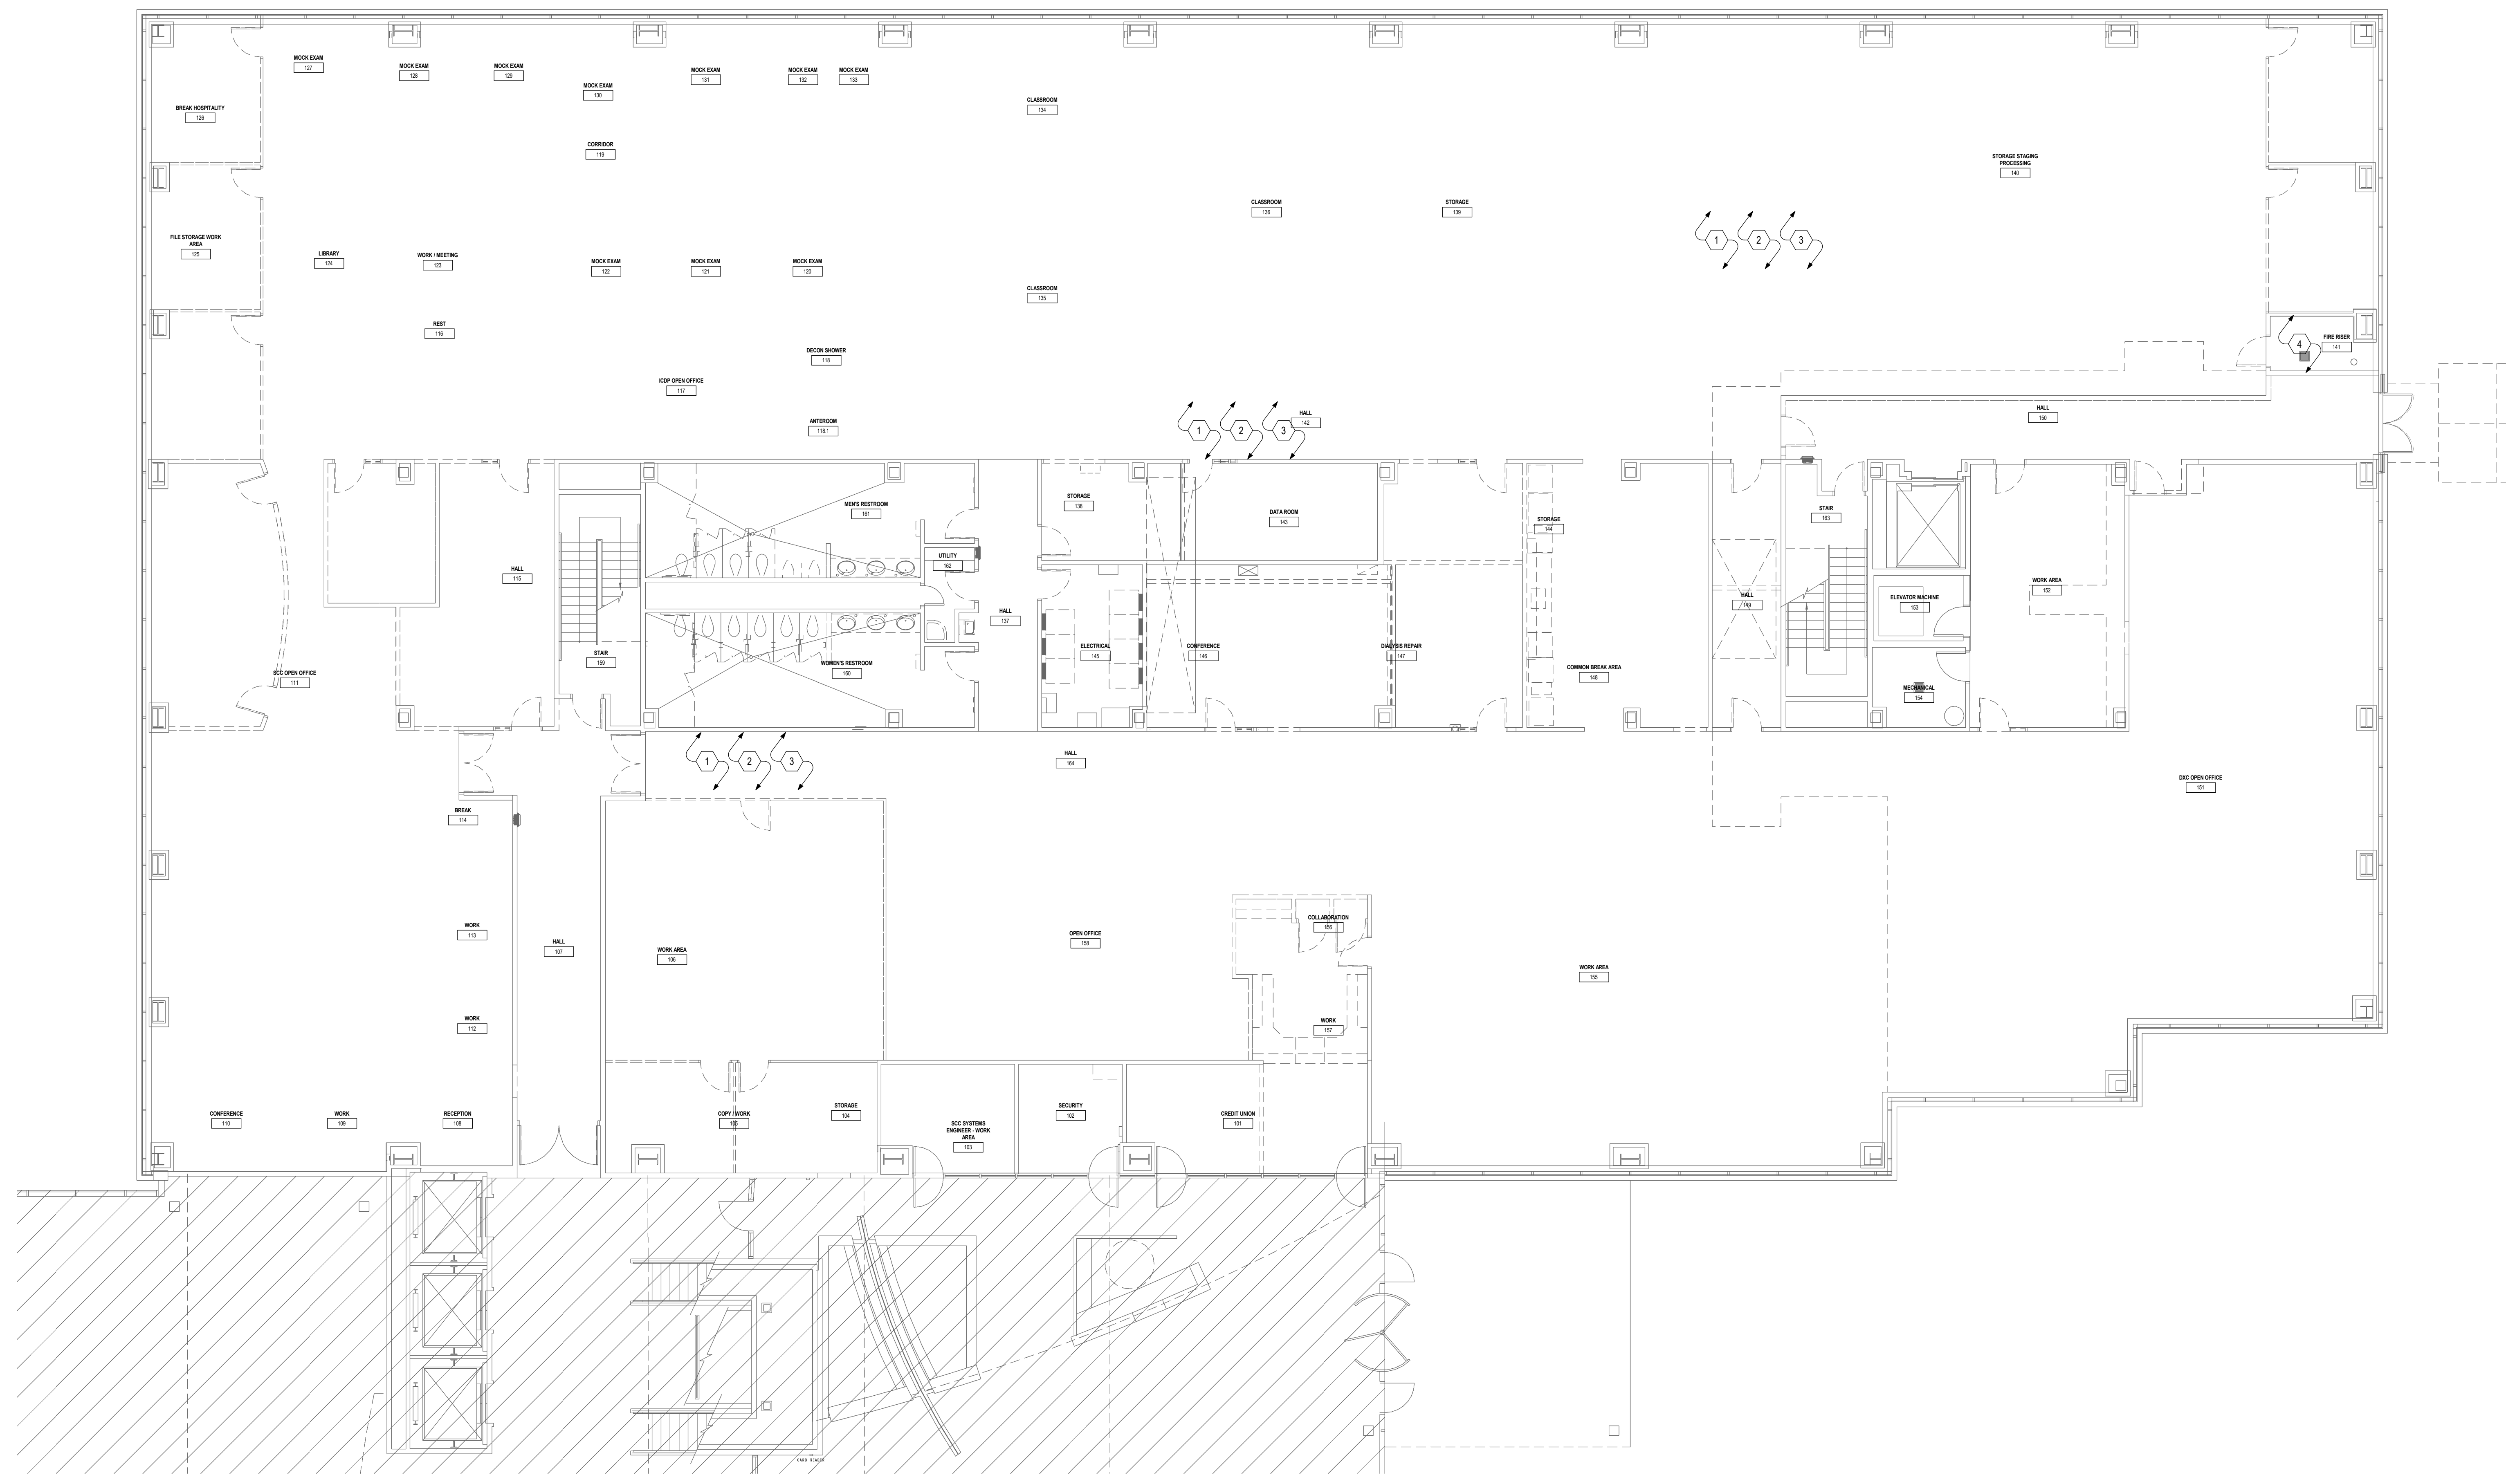 MOCK EXAM
127
MOCK EXAM
128
MOCK EXAM
129
MOCK EXAM
130
MOCK EXAM
131
MOCK EXAM
132
MOCK EXAM
133
CLASSROOM
134
BREAK HOSPITALITY
126
CORRIDOR
119
STORAGE STAGING
PROCESSING
140
CLASSROOM
136
STORAGE
139
FILE STORAGE WORK
AREA
125
LIBRARY
124
WORK / MEETING
123
MOCK EXAM
122
MOCK EXAM
121
MOCK EXAM
120
1
2
3
CLASSROOM
135
REST
116
DECON SHOWER
118
4
FIRE RISER
141
ICDP OPEN OFFICE
117
ANTEROOM
118.1
1
2
3
HALL
142
HALL
150
STORAGE
138
MEN'S RESTROOM
161
DATA ROOM
143
STORAGE
144
STAIR
163
UTILITY
162
HALL
115
WORK AREA
152
HALL
149
ELEVATOR MACHINE
153
HALL
137
STAIR
159
WOMEN'S RESTROOM
160
ELECTRICAL
145
CONFERENCE
146
DIALYSIS REPAIR
147
COMMON BREAK AREA
148
SCC OPEN OFFICE
111
MECHANICAL
154
1
2
3
HALL
164
DXC OPEN OFFICE
151
BREAK
114
WORK
113
HALL
107
WORK AREA
106
OPEN OFFICE
158
COLLABORATION
156
WORK AREA
155
WORK
112
WORK
157
CONFERENCE
110
WORK
109
RECEPTION
108
COPY / WORK
105
STORAGE
104
SCC SYSTEMS
ENGINEER - WORK
AREA
103
SECURITY
102
CREDIT UNION
101
CARD READER